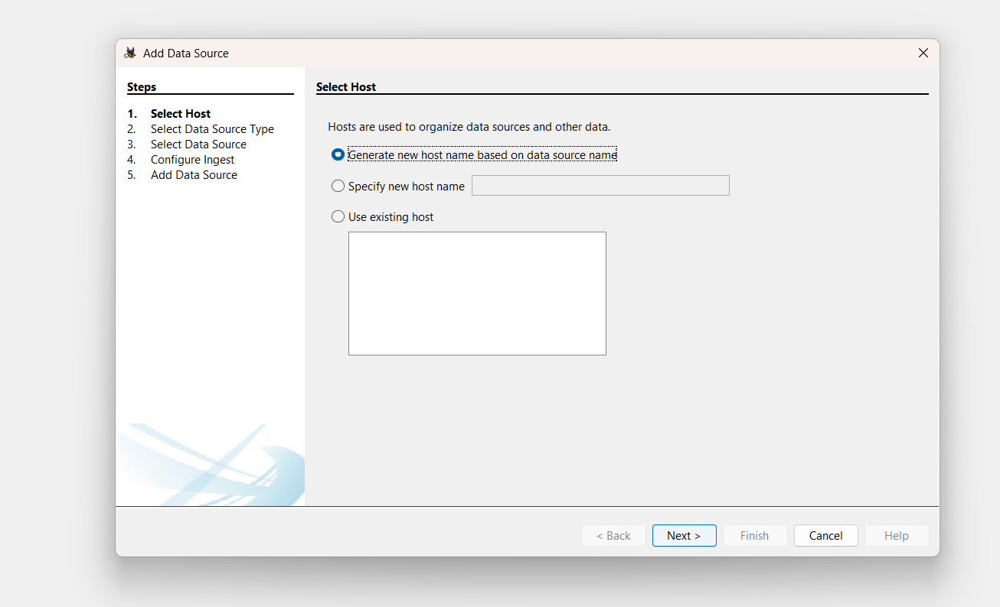 Add Data Source
Steps
1. Select Host
2. Select Data Source Type
3. Select Data Source
4. Configure Ingest
5. Add Data Source
Select Host
Hosts are used to organize data sources and other data.
Generate new host name based on data source name
Specify new host name
Use existing host
< Back Next > Finish Cancel Help